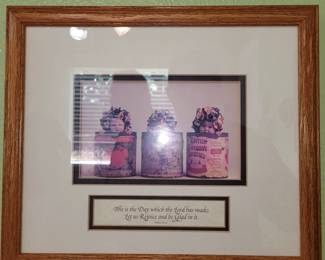 This is the Day which the Lord has made;
Let us Rejoice and be Glad in it.